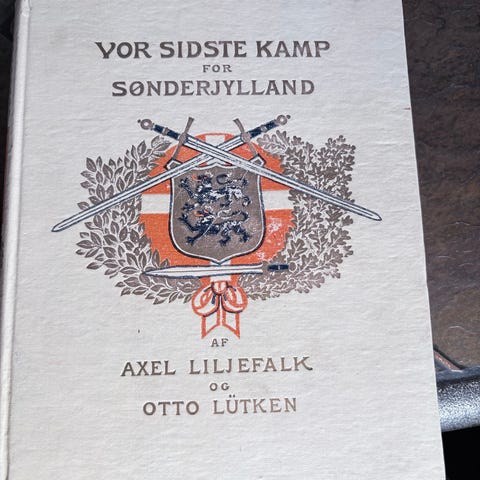 VOR SIDSTE KAMP
FOR
SØNDERJYLLAND
AF
AXEL LILJEFALK
OG
OTTO LÜTKEN